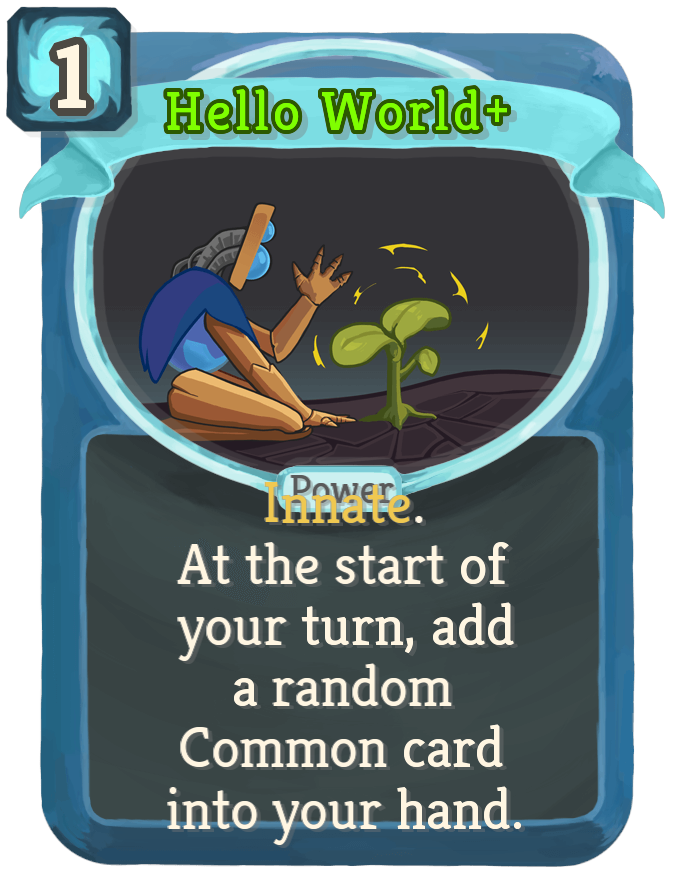 1
Hello World+
Power
Innate.
At the start of
your turn, add
a random
Common card
into your hand.